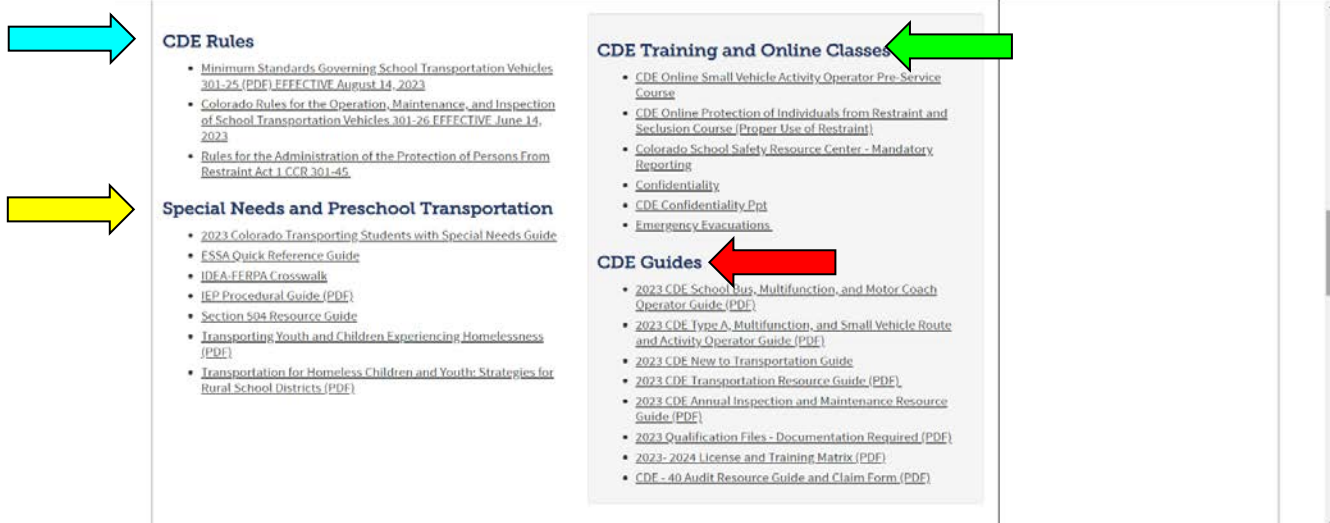 CDE Rules
Minimum Standards Governing School Transportation Vehicles
301-25 (PDF) EFFECTIVE August 14, 2023
Colorado Rules for the Operation, Maintenance, and Inspection
of School Transportation Vehicles 301-26 EFFECTIVE June 14,
2023
Rules for the Administration of the Protection of Persons From
Restraint Act 1 CCR 301-45
Special Needs and Preschool Transportation
2023 Colorado Transporting Students with Special Needs Guide
ESSA Quick Reference Guide
IDEA-FERPA Crosswalk
IEP Procedural Guide (PDF)
Section 504 Resource Guide
Transporting Youth and Children Experiencing Homelessness
(PDF)
Transportation for Homeless Children and Youth: Strategies for
Rural School Districts (PDF)
CDE Training and Online Classes
CDE Online Small Vehicle Activity Operator Pre-Service
Course
CDE Online Protection of Individuals from Restraint and
Seclusion Course (Proper Use of Restraint)
Colorado School Safety Resource Center - Mandatory
Reporting
Confidentiality
CDE Confidentiality Ppt
Emergency Evacuations
CDE Guides
2023 CDE School Bus, Multifunction, and Motor Coach
Operator Guide (PDF)
2023 CDE Type A, Multifunction, and Small Vehicle Route
and Activity Operator Guide (PDF)
2023 CDE New to Transportation Guide
2023 CDE Transportation Resource Guide (PDF)
2023 CDE Annual Inspection and Maintenance Resource
Guide (PDF)
2023 Qualification Files - Documentation Required (PDF)
2023- 2024 License and Training Matrix (PDF)
CDE - 40 Audit Resource Guide and Claim Form (PDF)